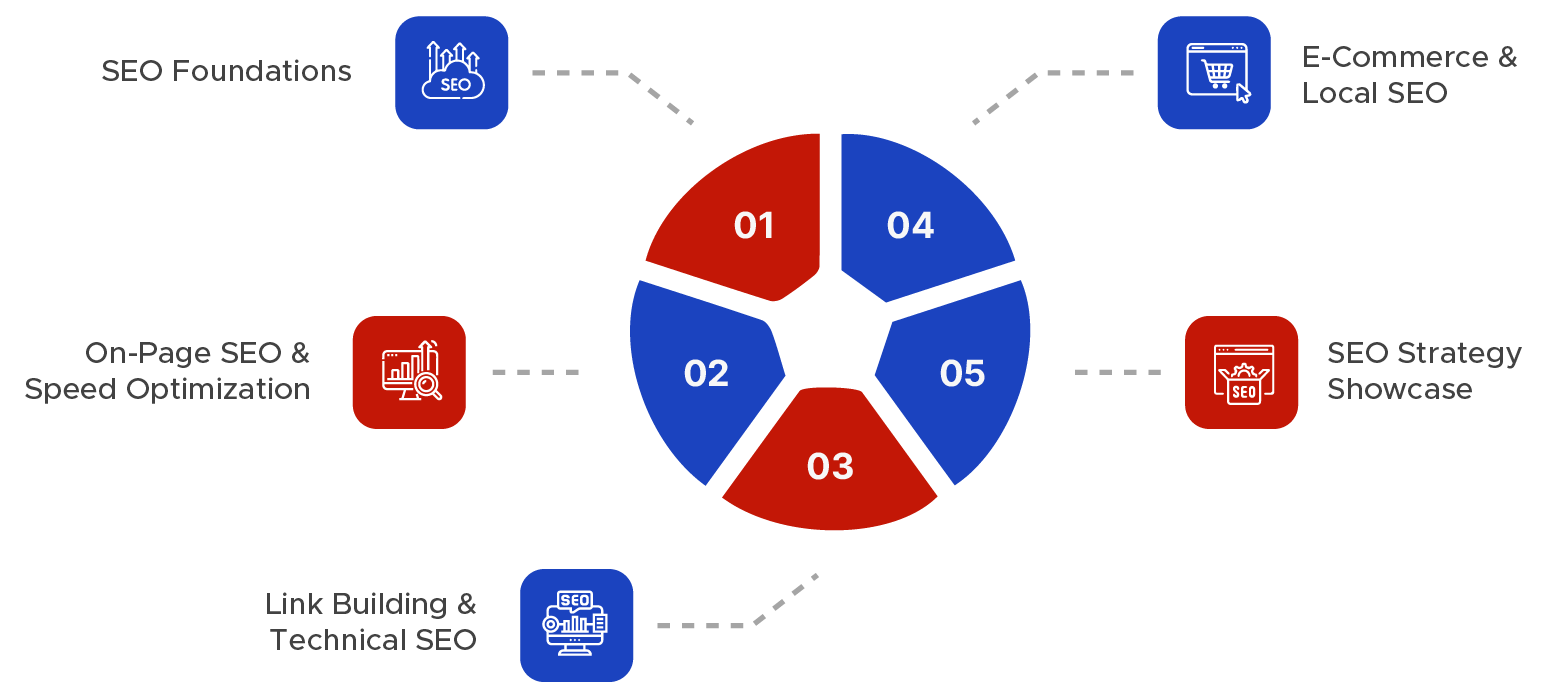 SEO Foundations
SEO
E-Commerce &
Local SEO
01
04
On-Page SEO &
Speed Optimization
02
05
SEO
SEO Strategy
Showcase
03
Link Building &
Technical SEO
SEO